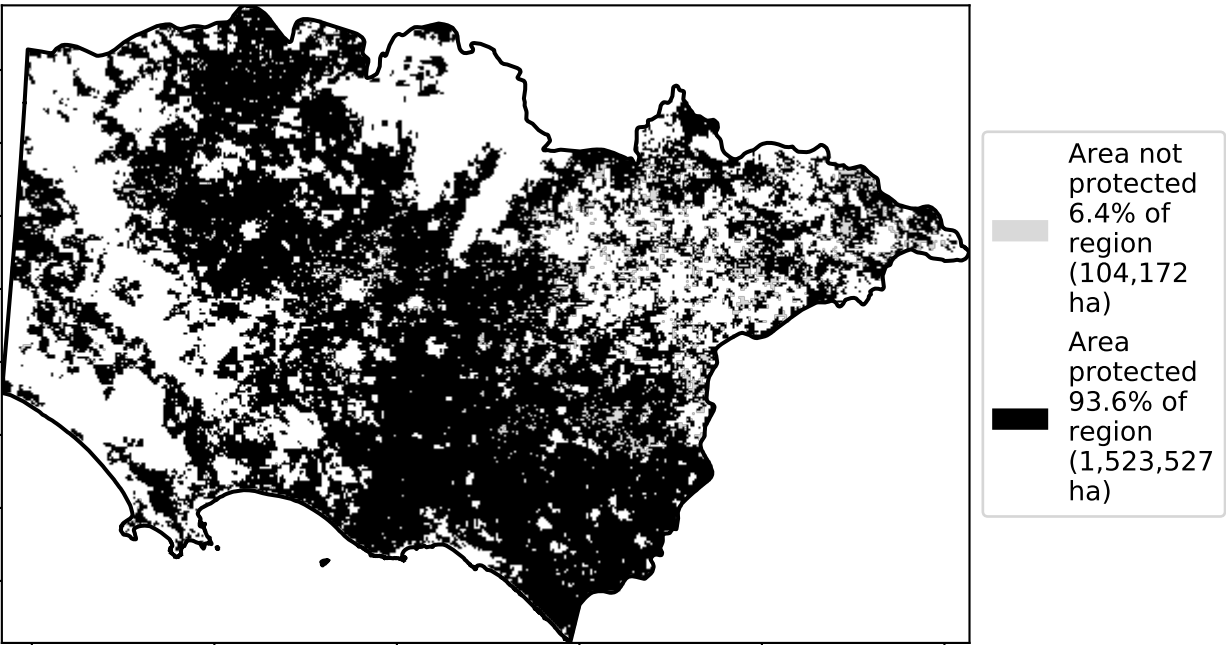 Area not
protected
6.4% of
region
(104,172
ha)
Area
protected
93.6% of
region
(1,523,527
ha)